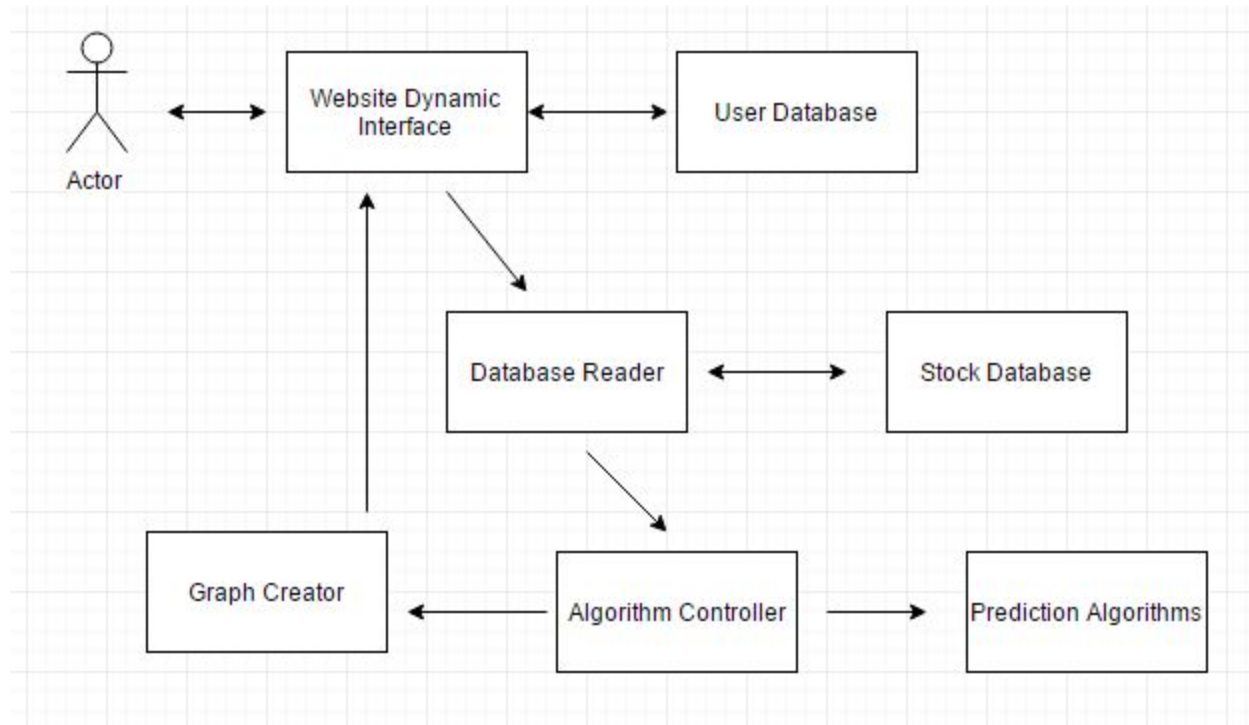 Website Dynamic
Interface
User Database
Actor
Database Reader
Stock Database
Graph Creator
Algorithm Controller
Prediction Algorithms